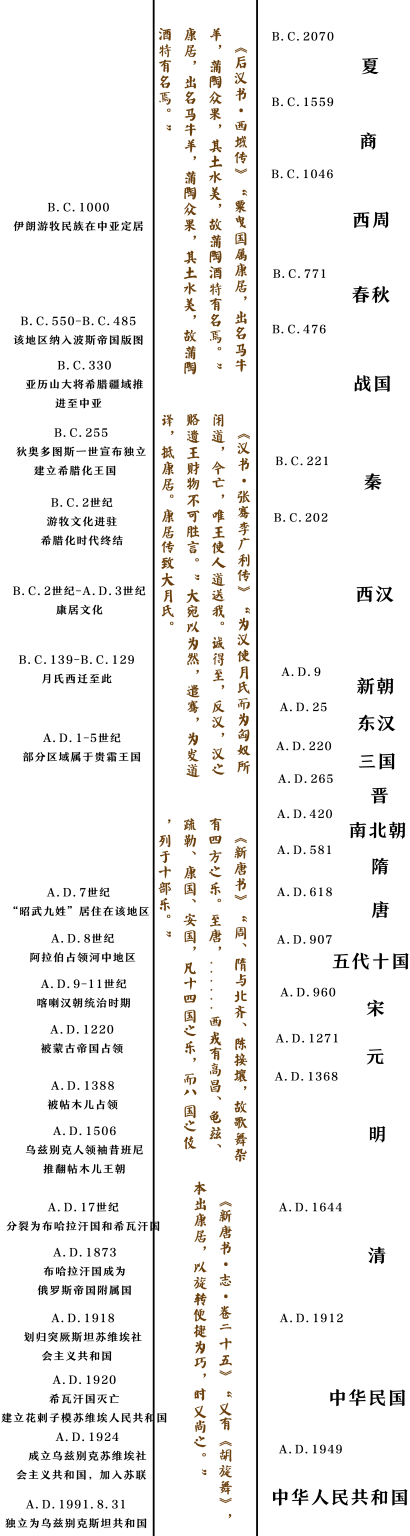 B.C.1000
伊朗游牧民族在中亚定居
B.C.550-B.C.485
该地区纳入波斯帝国版图
B.C.330
亚历山大将希腊疆域推
进至中亚
B.C.255
狄奥多图斯一世宣布独立
建立希腊化王国
B.C.2世纪
游牧文化进驻
希腊化时代终结
B.C.2世纪-A.D.3世纪
康居文化
B.C.139-B.C.129
月氏西迁至此
A.D.1-5世纪
部分区域属于贵霜王国
A.D.7世纪
“昭武九姓”居住在该地区
A.D.8世纪
阿拉伯占领河中地区
A.D.9-11世纪
喀喇汉朝统治时期
A.D.1220
被蒙古帝国占领
A.D.1388
被帖木儿占领
A.D.1506
乌兹别克人领袖昔班尼
推翻帖木儿王朝
A.D.17世纪
分裂为布哈拉汗国和希瓦汗国
A.D.1873
布哈拉汗国成为
俄罗斯帝国附属国
A.D.1918
划归突厥斯坦苏维埃社
会主义共和国
A.D.1920
希瓦汗国灭亡
建立花剌子模苏维埃人民共和国
A.D.1924
成立乌兹别克苏维埃社
会主义共和国，加入苏联
A.D.1991.8.31
独立为乌兹别克斯坦共和国
《后汉书·西域传》“粟弋国属康居，出名马牛
羊，蒲陶众果，其土水美，故蒲陶酒特有名焉。”
康居，出名马牛羊，蒲陶众果，其土水美，故蒲陶
酒特有名焉。”
《汉书·张骞李广利传》“为汉使月氏而为匈奴所
闭道，今亡，唯王使人道送我。诚得至，反汉，汉之
赂遗王财物不可胜言。”大宛以为然，遣骞，为发道
译，抵康居。康居传致大月氏。
《新唐书》“周、隋与北齐、陈接壤，故歌舞杂
有四方之乐。至唐，······西戎有高昌、龟兹、
疏勒、康国、安国，凡十四国之乐，而八国之伎
，列于十部乐。”
《新唐书·志·卷二十五》“又有《胡旋舞》，
本出康居，以旋转便捷为巧，时又尚之。”
B.C.2070
夏
B.C.1559
商
B.C.1046
西周
B.C.771
春秋
B.C.476
战国
B.C.221
秦
B.C.202
西汉
A.D.9
新朝
A.D.25
东汉
A.D.220
三国
A.D.265
晋
A.D.420
南北朝
A.D.581
隋
A.D.618
唐
A.D.907
五代十国
A.D.960
宋
A.D.1271
元
A.D.1368
明
A.D.1644
清
A.D.1912
中华民国
A.D.1949
中华人民共和国